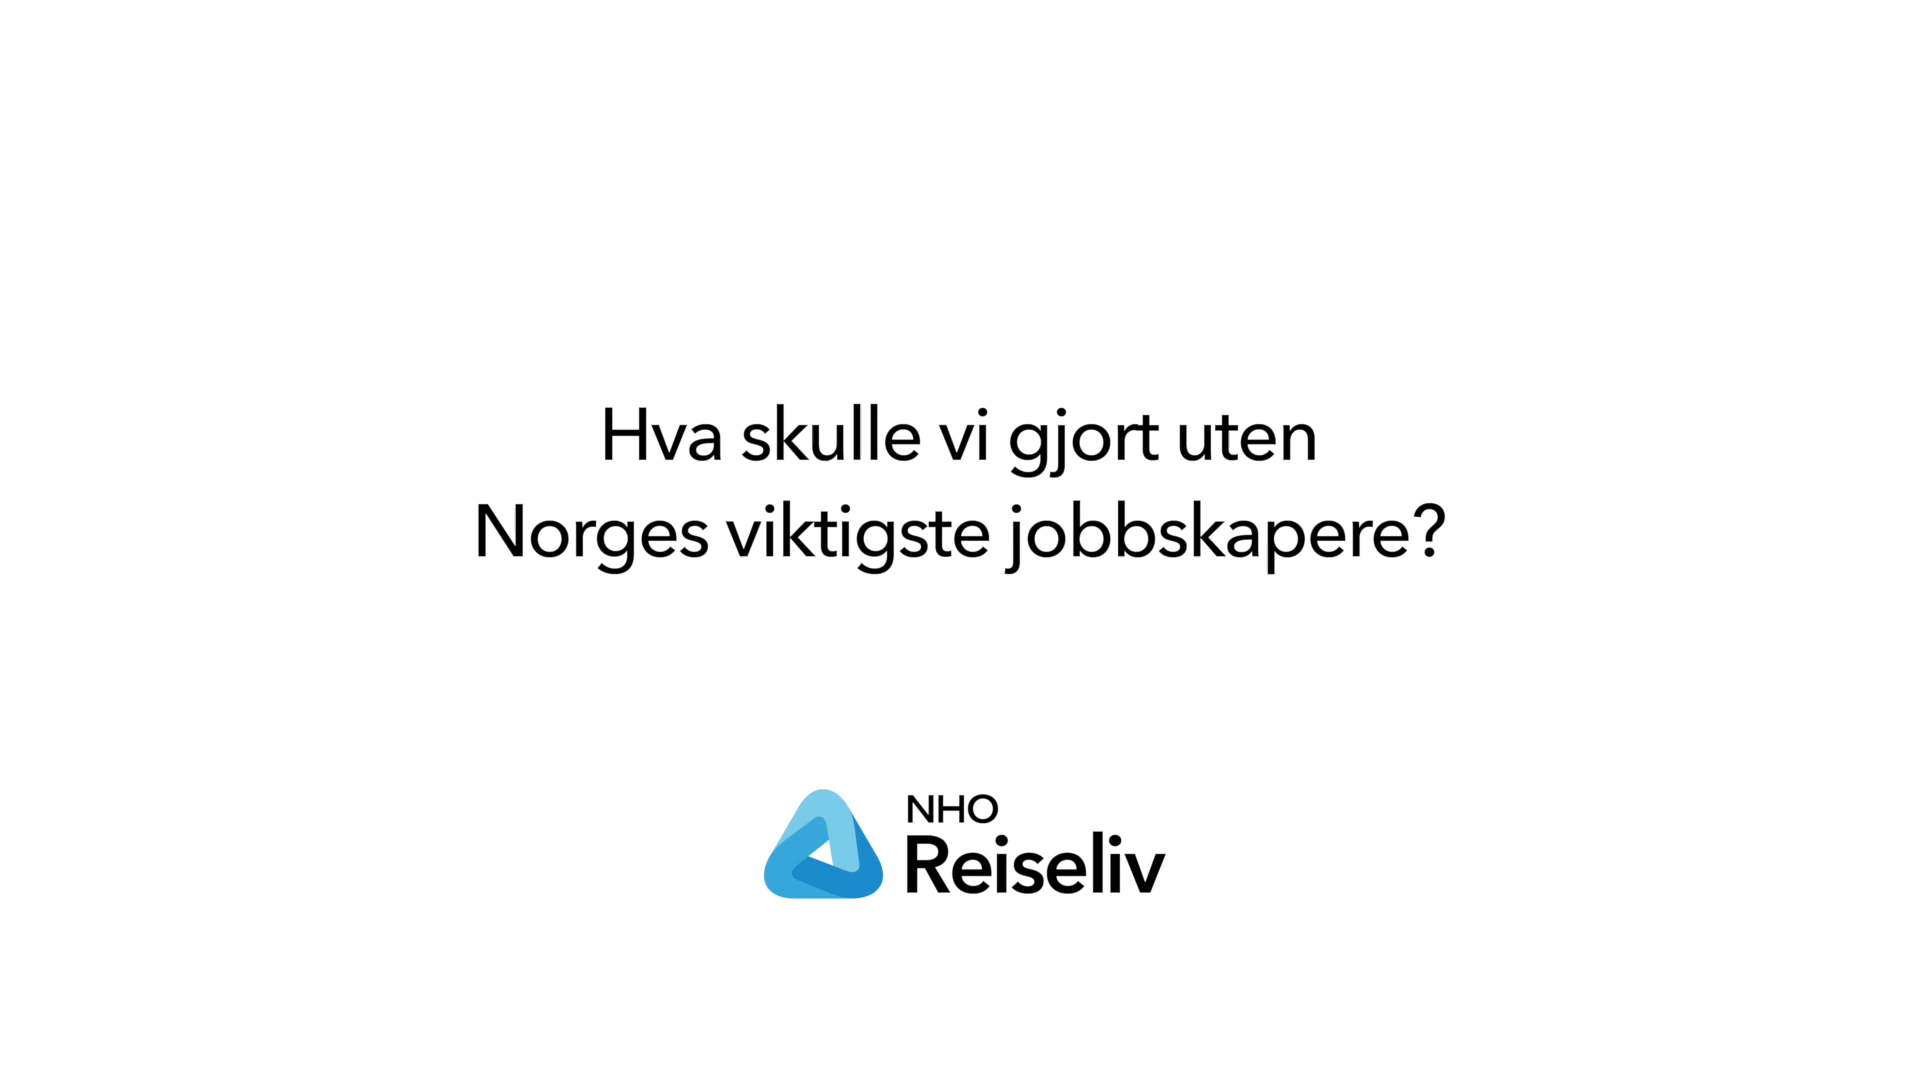 Hva skulle vi gjort uten
Norges viktigste jobbskapere?
NHO
Reiseliv